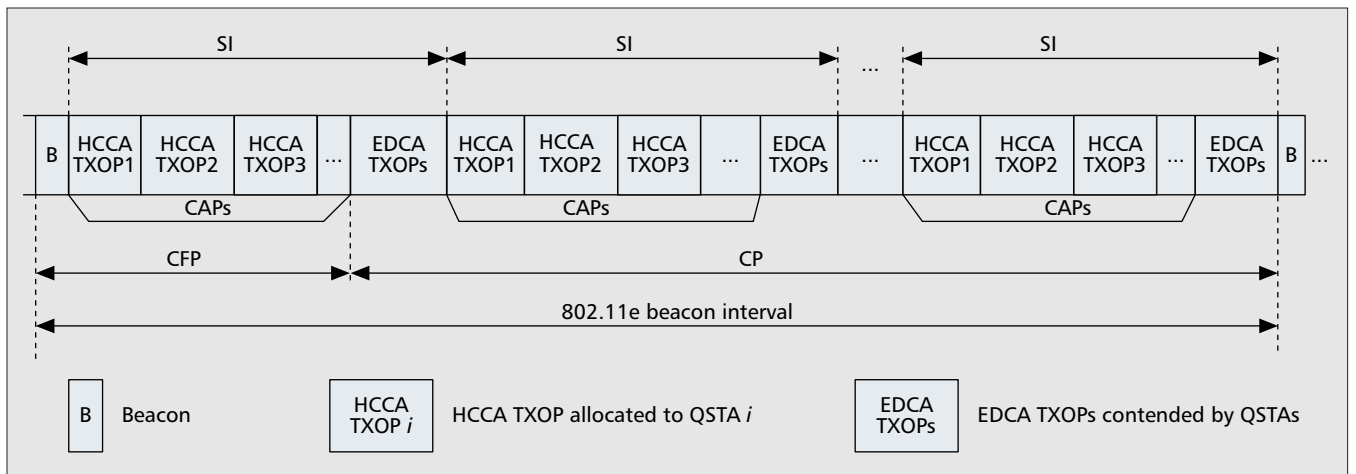 SI SI ... SI
B HCCA TXOP1 HCCA TXOP2 HCCA TXOP3 ... EDCA TXOPs HCCA TXOP1 HCCA TXOP2 HCCA TXOP3 ... EDCA TXOPs ... HCCA TXOP1 HCCA TXOP2 HCCA TXOP3 ... EDCA TXOPs B ...
CAPs CAPs CAPs
CFP CP
802.11e beacon interval
B Beacon HCCA TXOP i HCCA TXOP allocated to QSTA i EDCA TXOPs EDCA TXOPs contended by QSTAs